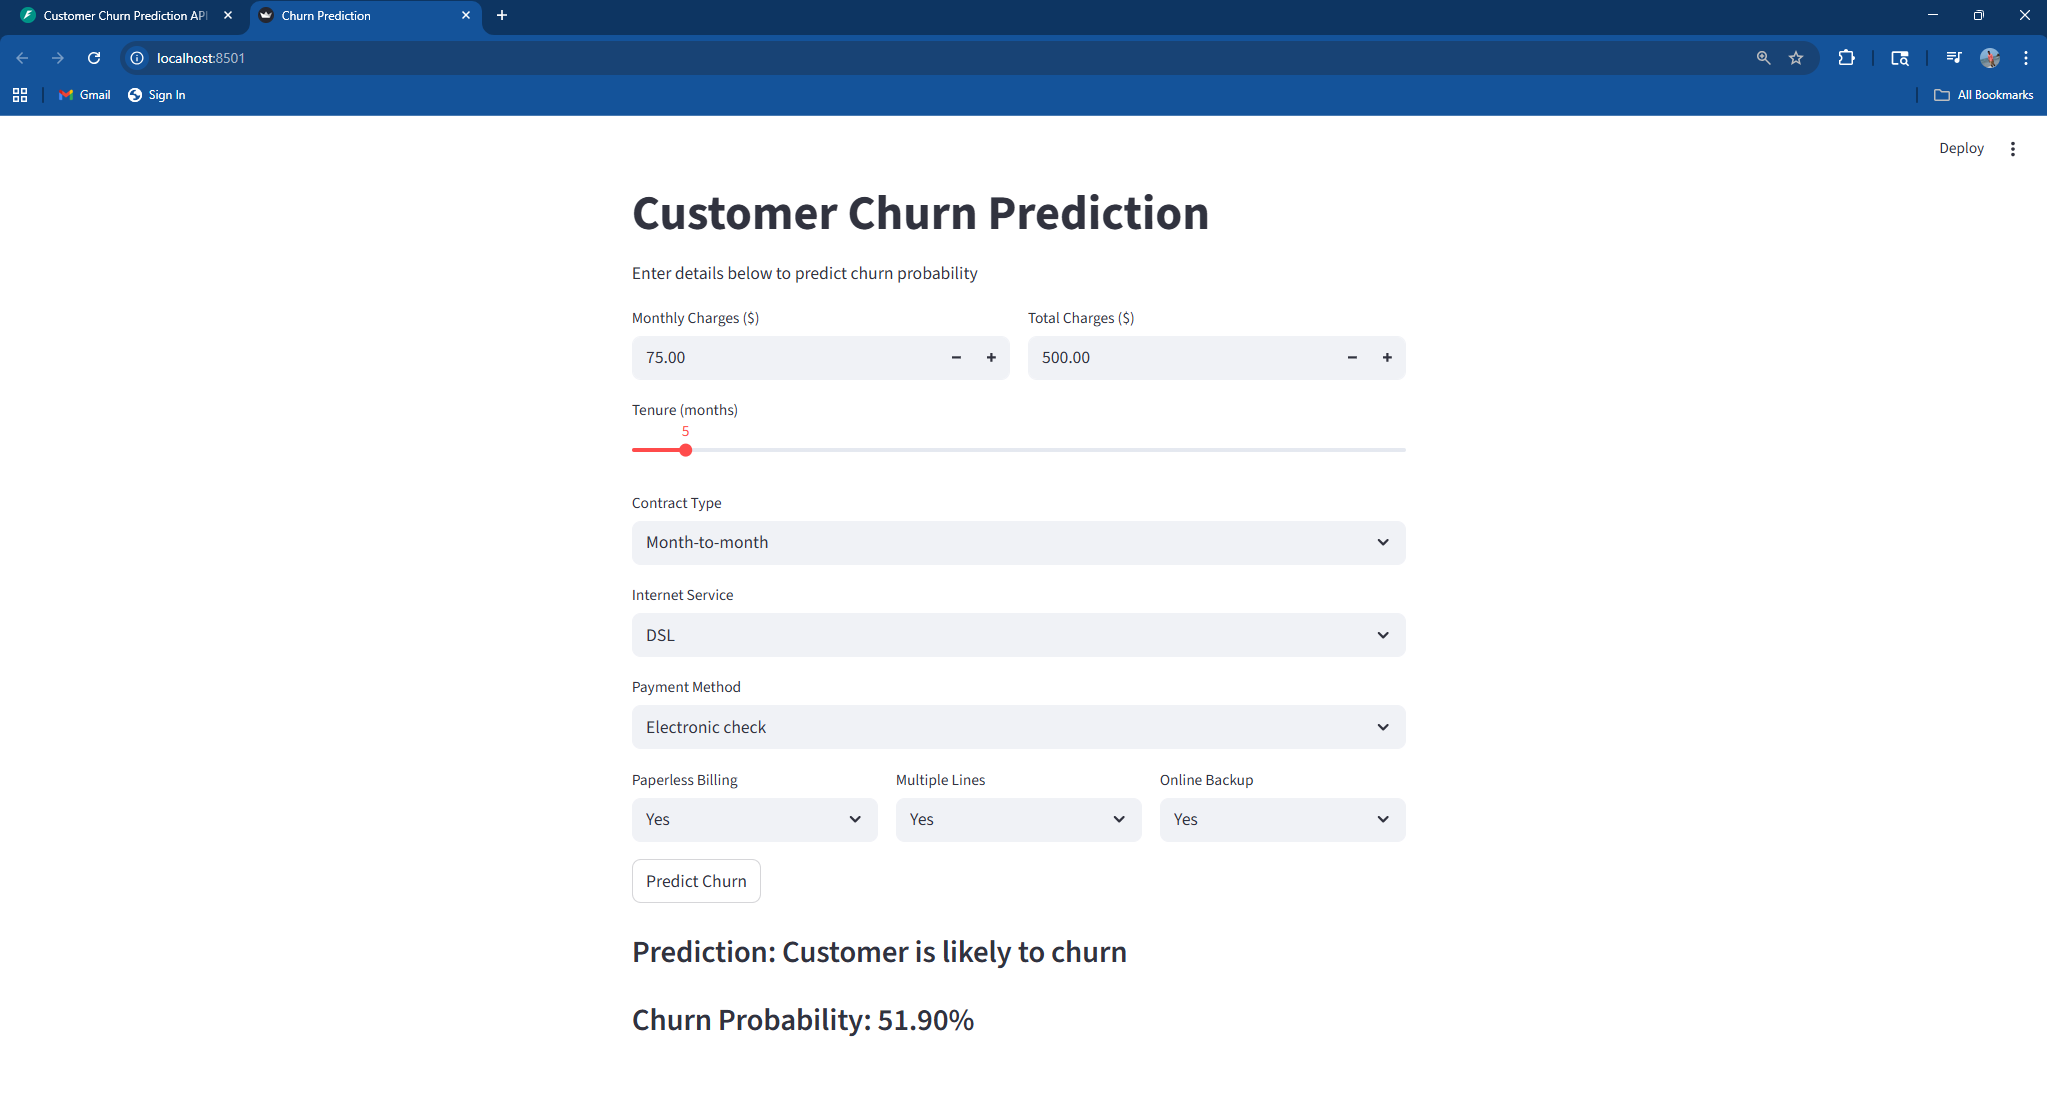 Customer Churn Prediction API
Churn Prediction
localhost:8501
Gmail
Sign In
All Bookmarks
Deploy
Customer Churn Prediction
Enter details below to predict churn probability
Monthly Charges ($) Total Charges ($)
75.00 500.00
Tenure (months)
5
Contract Type
Month-to-month
Internet Service
DSL
Payment Method
Electronic check
Paperless Billing Multiple Lines Online Backup
Yes Yes Yes
Predict Churn
Prediction: Customer is likely to churn
Churn Probability: 51.90%